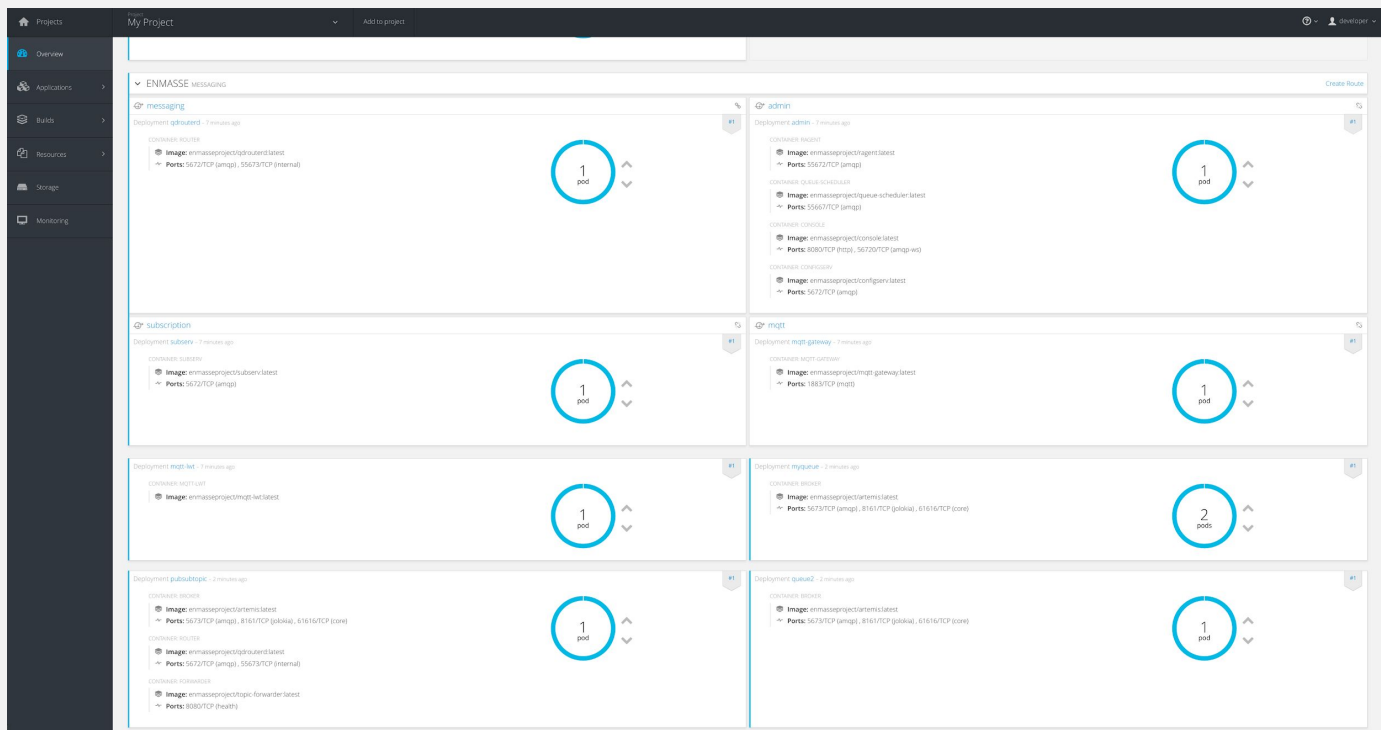 Projects
Project
My Project
Add to project
developer
Overview
Applications
Builds
Resources
Storage
Monitoring
ENMASSE MESSAGING
Create Route
messaging
Deployment qdrouterd - 7 minutes ago
#1
CONTAINER: ROUTER
Image: enmasseproject/qdrouterd:latest
Ports: 5672/TCP (amqp) , 55673/TCP (internal)
1
pod
admin
Deployment admin - 7 minutes ago
#1
CONTAINER: RAGENT
Image: enmasseproject/ragent:latest
Ports: 55672/TCP (amqp)
CONTAINER: QUEUE-SCHEDULER
Image: enmasseproject/queue-scheduler:latest
Ports: 55667/TCP (amqp)
CONTAINER: CONSOLE
Image: enmasseproject/console:latest
Ports: 8080/TCP (http) , 56720/TCP (amqp-ws)
CONTAINER: CONFIGSERV
Image: enmasseproject/configserv:latest
Ports: 5672/TCP (amqp)
1
pod
subscription
Deployment subserv - 7 minutes ago
#1
CONTAINER: SUBSERV
Image: enmasseproject/subserv:latest
Ports: 5672/TCP (amqp)
1
pod
mqtt
Deployment mqtt-gateway - 7 minutes ago
#1
CONTAINER: MQTT-GATEWAY
Image: enmasseproject/mqtt-gateway:latest
Ports: 1883/TCP (mqtt)
1
pod
Deployment mqtt-lwt - 7 minutes ago
#1
CONTAINER: MQTT-LWT
Image: enmasseproject/mqtt-lwt:latest
1
pod
Deployment myqueue - 2 minutes ago
#1
CONTAINER: BROKER
Image: enmasseproject/artemis:latest
Ports: 5673/TCP (amqp) , 8161/TCP (jolokia) , 61616/TCP (core)
2
pods
Deployment pubsubtopic - 2 minutes ago
#1
CONTAINER: BROKER
Image: enmasseproject/artemis:latest
Ports: 5673/TCP (amqp) , 8161/TCP (jolokia) , 61616/TCP (core)
CONTAINER: ROUTER
Image: enmasseproject/qdrouterd:latest
Ports: 5672/TCP (amqp) , 55673/TCP (internal)
CONTAINER: FORWARDER
Image: enmasseproject/topic-forwarder:latest
Ports: 8080/TCP (health)
1
pod
Deployment queue2 - 2 minutes ago
#1
CONTAINER: BROKER
Image: enmasseproject/artemis:latest
Ports: 5673/TCP (amqp) , 8161/TCP (jolokia) , 61616/TCP (core)
1
pod